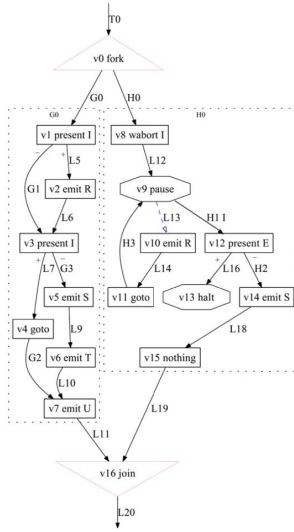 T0
v0 fork
G0 H0
G0 H0
v1 present I v8 wabort I
− + L5 L12
G1 v2 emit R v9 pause
L6 L13 H1 I
v3 present I H3 v10 emit R v12 present E
+ L7 − G3 L14 + L16 − H2
v5 emit S v11 goto v13 halt v14 emit S
v4 goto L9 L18
G2 v6 emit T v15 nothing
L10
v7 emit U L19
L11
v16 join
L20